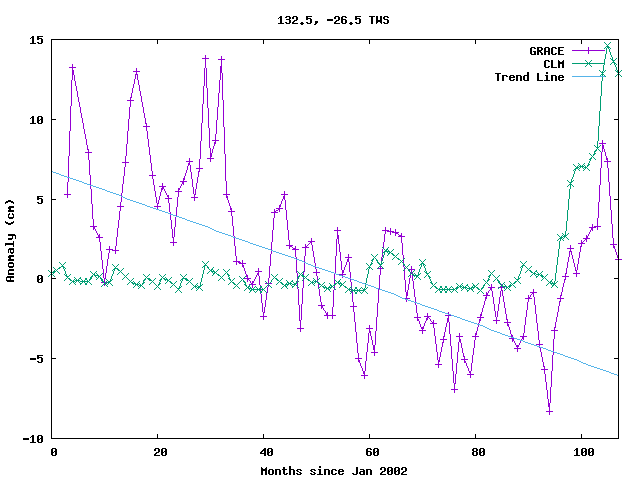 132.5, -26.5 TWS
GRACE
CLM
Trend Line
15
10
5
0
-5
-10
Anomaly (cm)
0 20 40 60 80 100
Months since Jan 2002